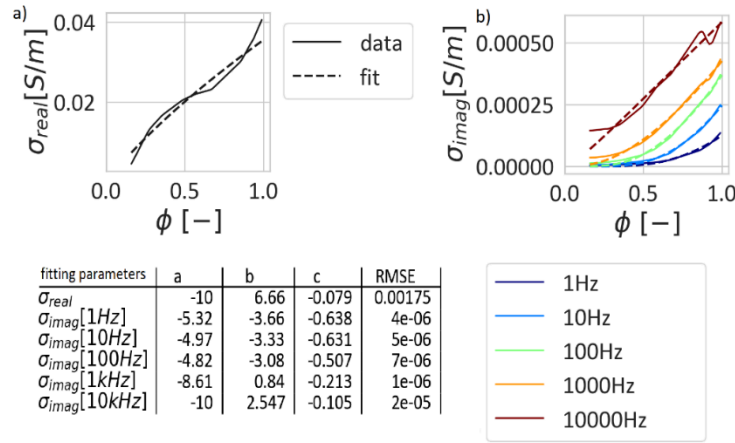 a)
σreal[S/m]
0.04
0.02
0.0
0.5
1.0
ϕ [−]
data
fit
b)
σimag[S/m]
0.00050
0.00025
0.00000
0.0
0.5
1.0
ϕ [−]
fitting parameters a b c RMSE
σreal -10 6.66 -0.079 0.00175
σimag[1Hz] -5.32 -3.66 -0.638 4e-06
σimag[10Hz] -4.97 -3.33 -0.631 5e-06
σimag[100Hz] -4.82 -3.08 -0.507 7e-06
σimag[1kHz] -8.61 0.84 -0.213 1e-06
σimag[10kHz] -10 2.547 -0.105 2e-05
1Hz
10Hz
100Hz
1000Hz
10000Hz